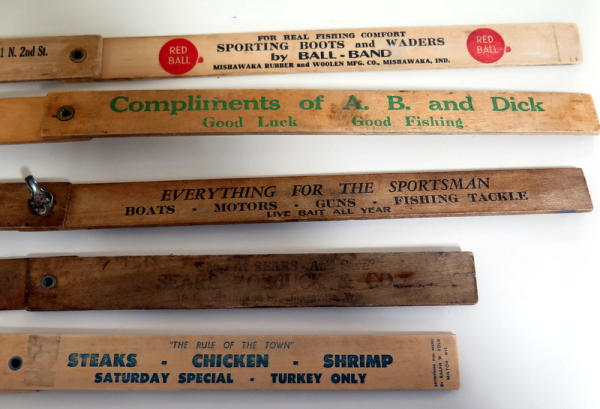 1 N. 2nd St.
RED
BALL
FOR REAL FISHING COMFORT
SPORTING BOOTS and WADERS
by BALL-BAND
MISHAWAKA RUBBER and WOOLEN MFG. CO., MISHAWAKA, IND.
RED
BALL
Compliments of A. B. and Dick
Good Luck Good Fishing
EVERYTHING FOR THE SPORTSMAN
BOATS - MOTORS - GUNS - FISHING TACKLE
LIVE BAIT ALL YEAR
SEARS ROEBUCK & CO.
"THE RULE OF THE TOWN"
STEAKS - CHICKEN - SHRIMP
SATURDAY SPECIAL - TURKEY ONLY